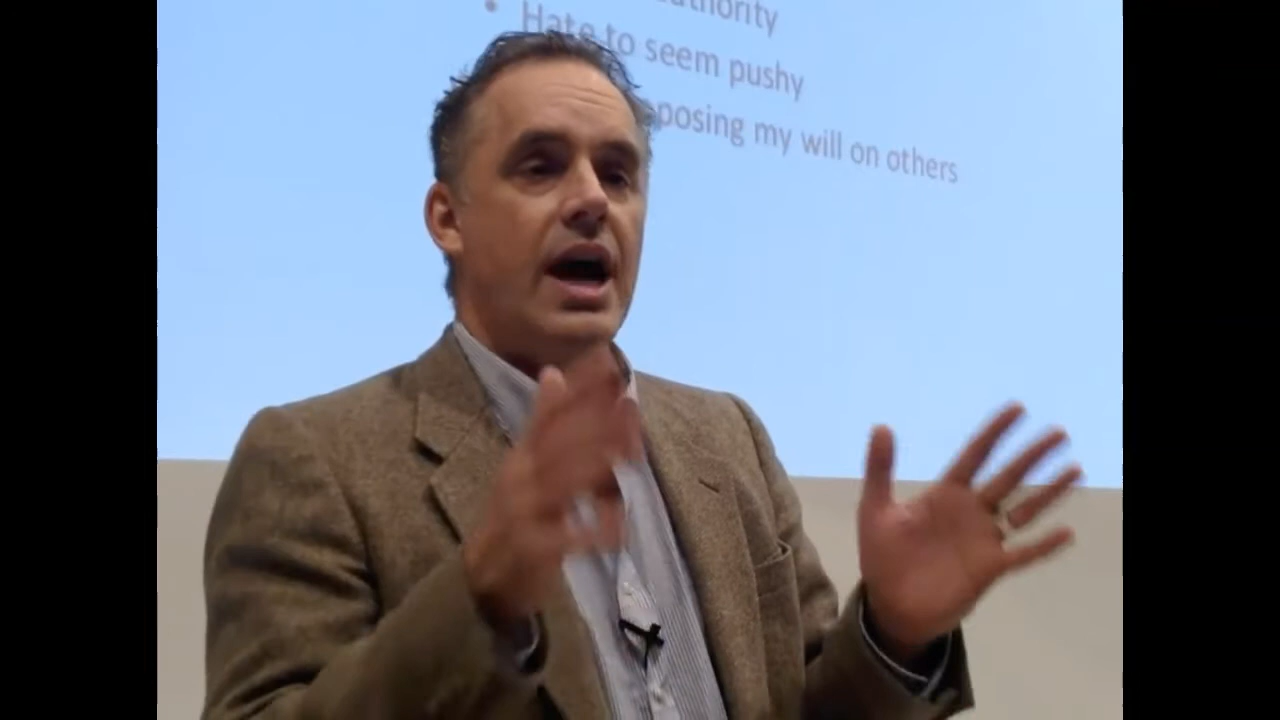 authority
• Hate to seem pushy
posing my will on others